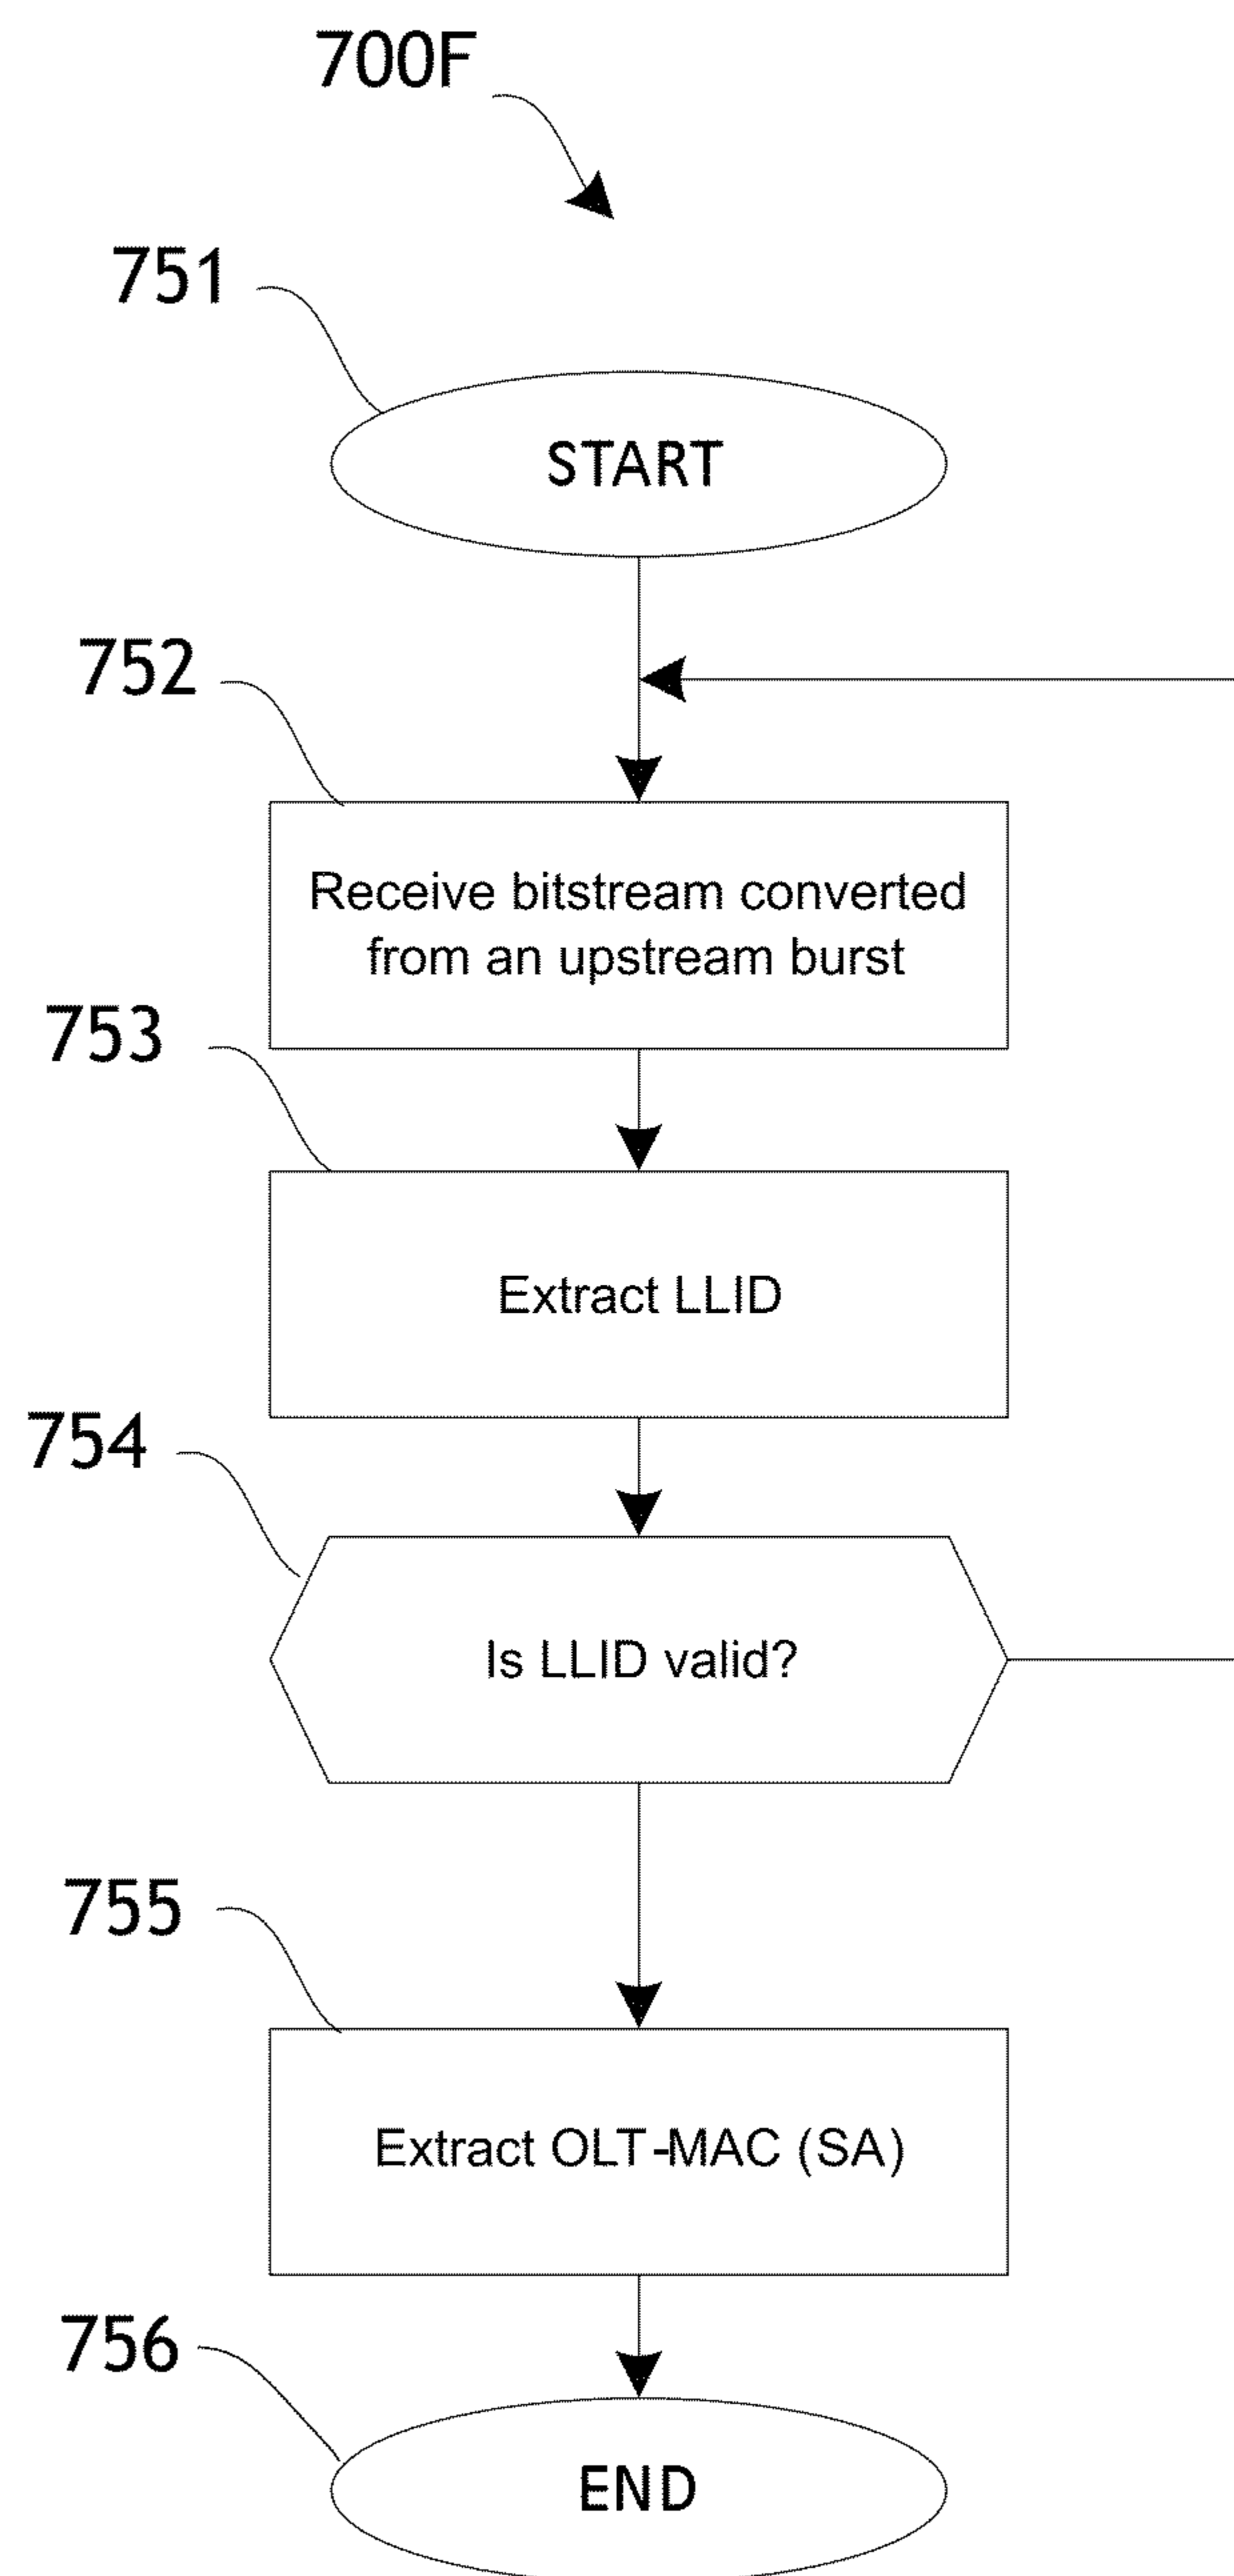 700F
751
START
752
Receive bitstream converted
from an upstream burst
753
Extract LLID
754
Is LLID valid?
755
Extract OLT-MAC (SA)
756
END